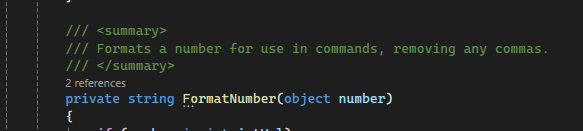 /// <summary>
/// Formats a number for use in commands, removing any commas.
/// </summary>
2 references
private string FormatNumber(object number)
{